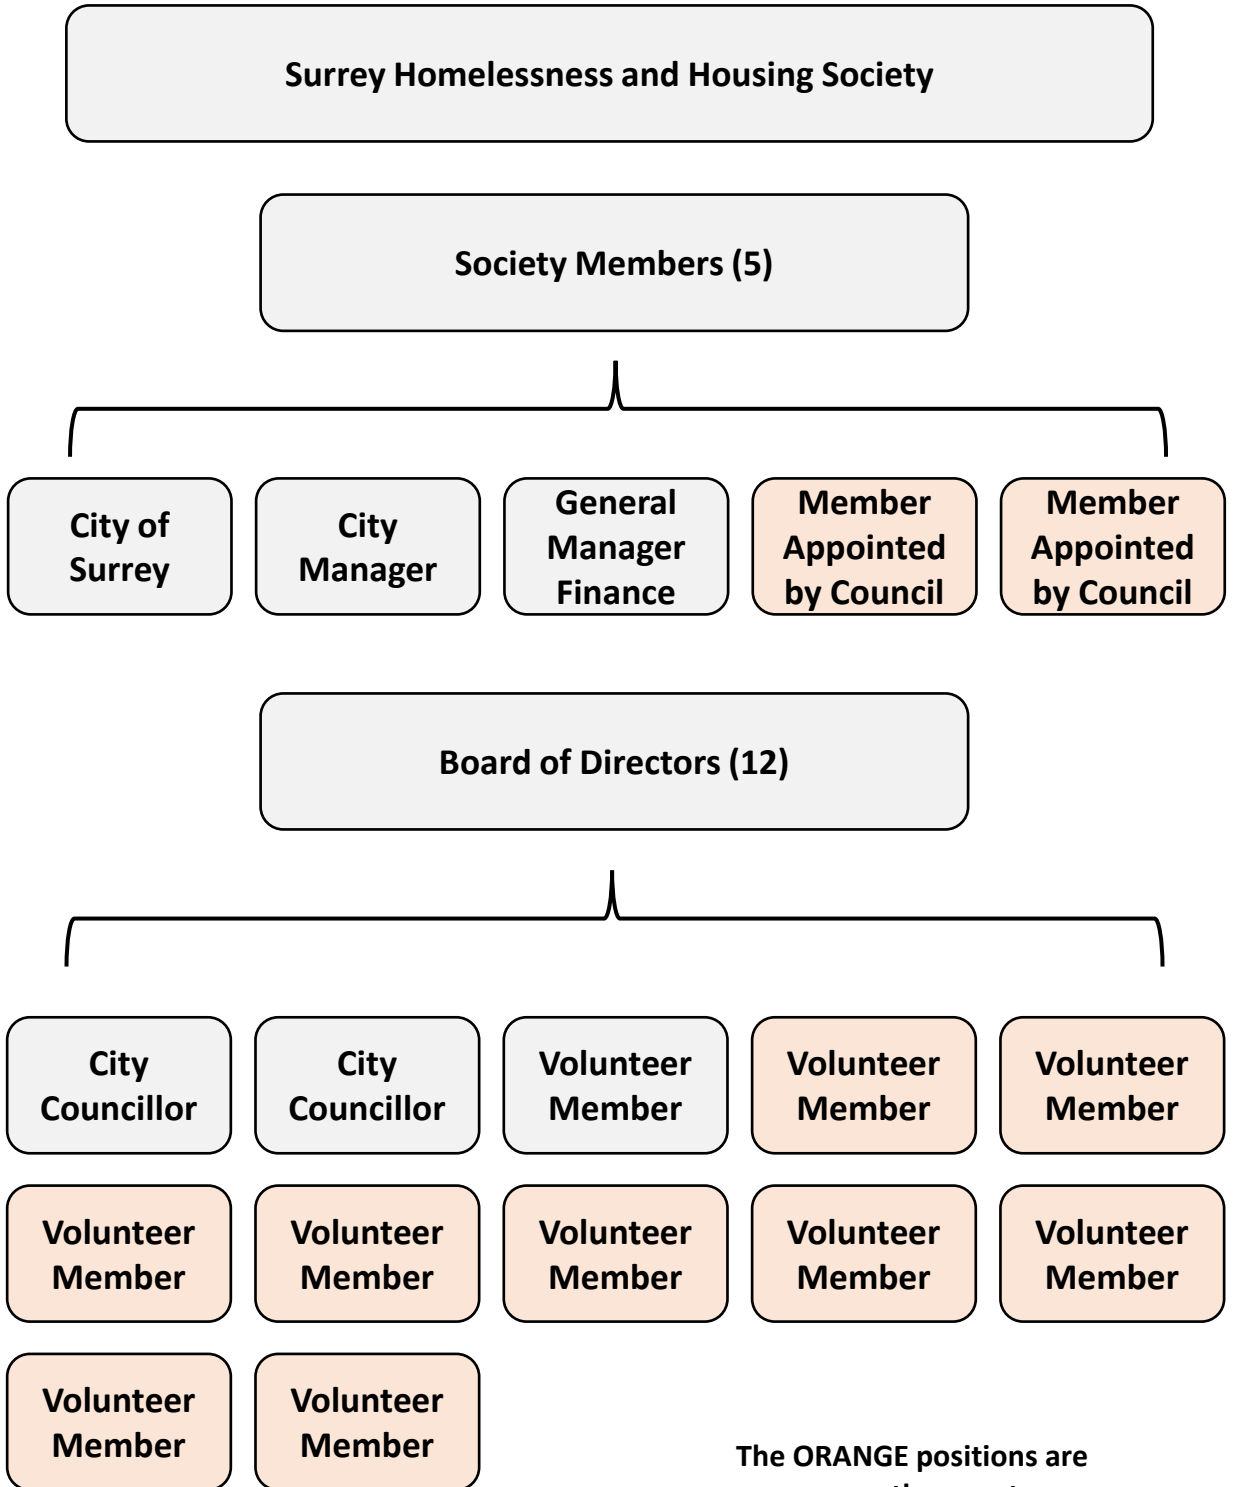 Surrey Homelessness and Housing Society
Society Members (5)
City of
Surrey
City
Manager
General
Manager
Finance
Member
Appointed
by Council
Member
Appointed
by Council
Board of Directors (12)
City
Councillor
City
Councillor
Volunteer
Member
Volunteer
Member
Volunteer
Member
Volunteer
Member
Volunteer
Member
Volunteer
Member
Volunteer
Member
Volunteer
Member
Volunteer
Member
Volunteer
Member
The ORANGE positions are